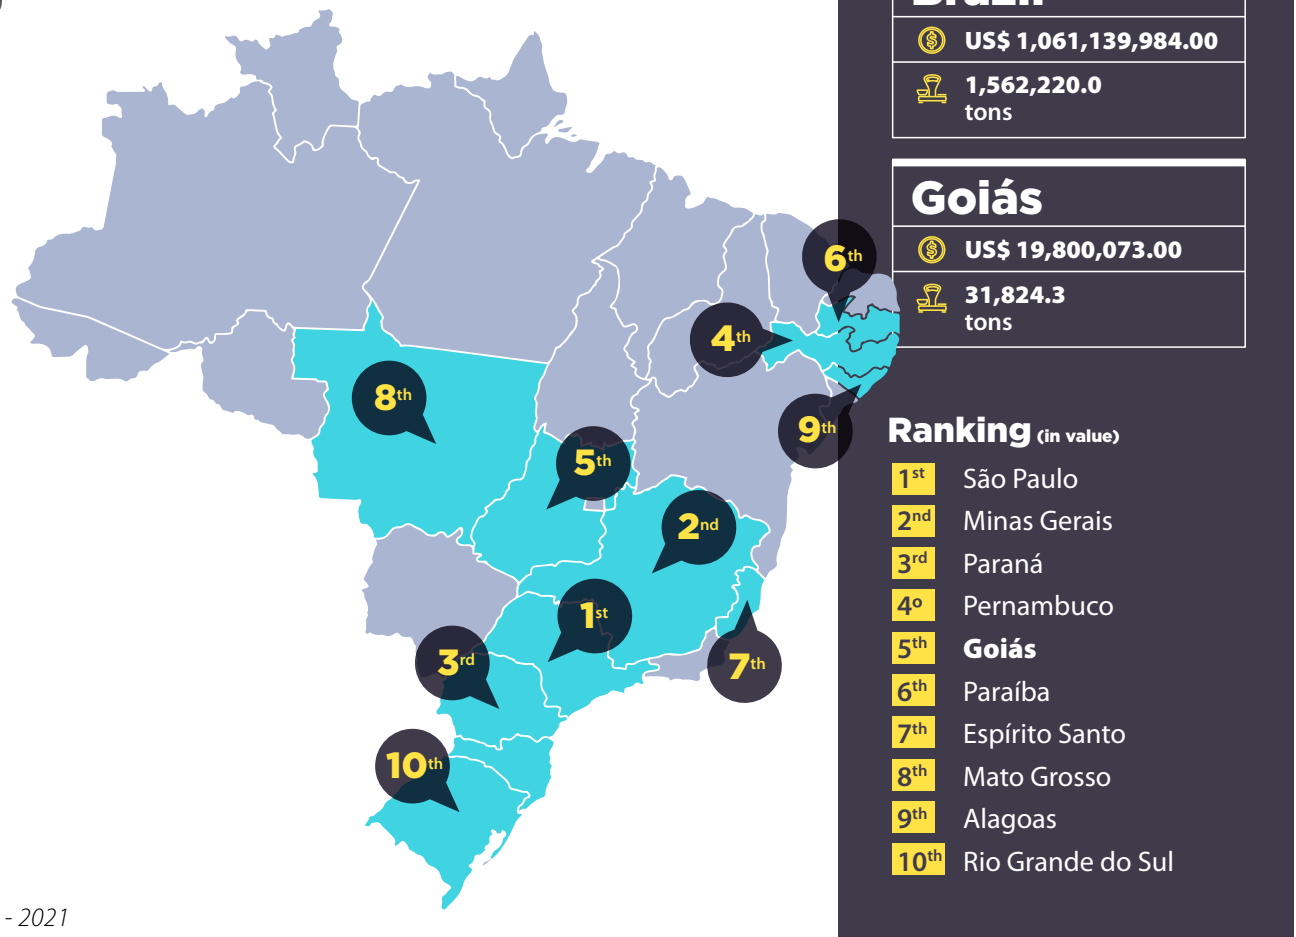 )
Brazil
US$ 1,061,139,984.00
1,562,220.0
tons
Goiás
US$ 19,800,073.00
31,824.3
tons
6th
4th
8th
9th
5th
2nd
1st
3rd
7th
10th
Ranking (in value)
1st São Paulo
2nd Minas Gerais
3rd Paraná
4º Pernambuco
5th Goiás
6th Paraíba
7th Espírito Santo
8th Mato Grosso
9th Alagoas
10th Rio Grande do Sul
- 2021